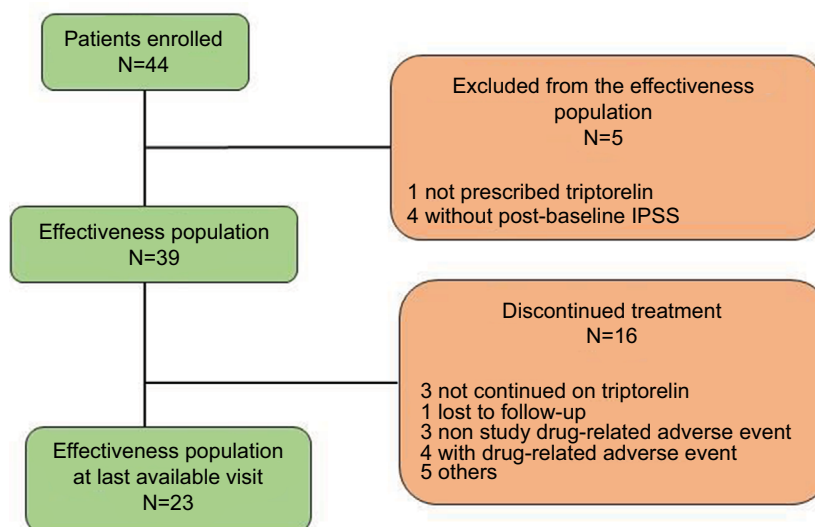 Patients enrolled
N=44
Excluded from the effectiveness
population
N=5
1 not prescribed triptorelin
4 without post-baseline IPSS
Effectiveness population
N=39
Discontinued treatment
N=16
3 not continued on triptorelin
1 lost to follow-up
3 non study drug-related adverse event
4 with drug-related adverse event
5 others
Effectiveness population
at last available visit
N=23